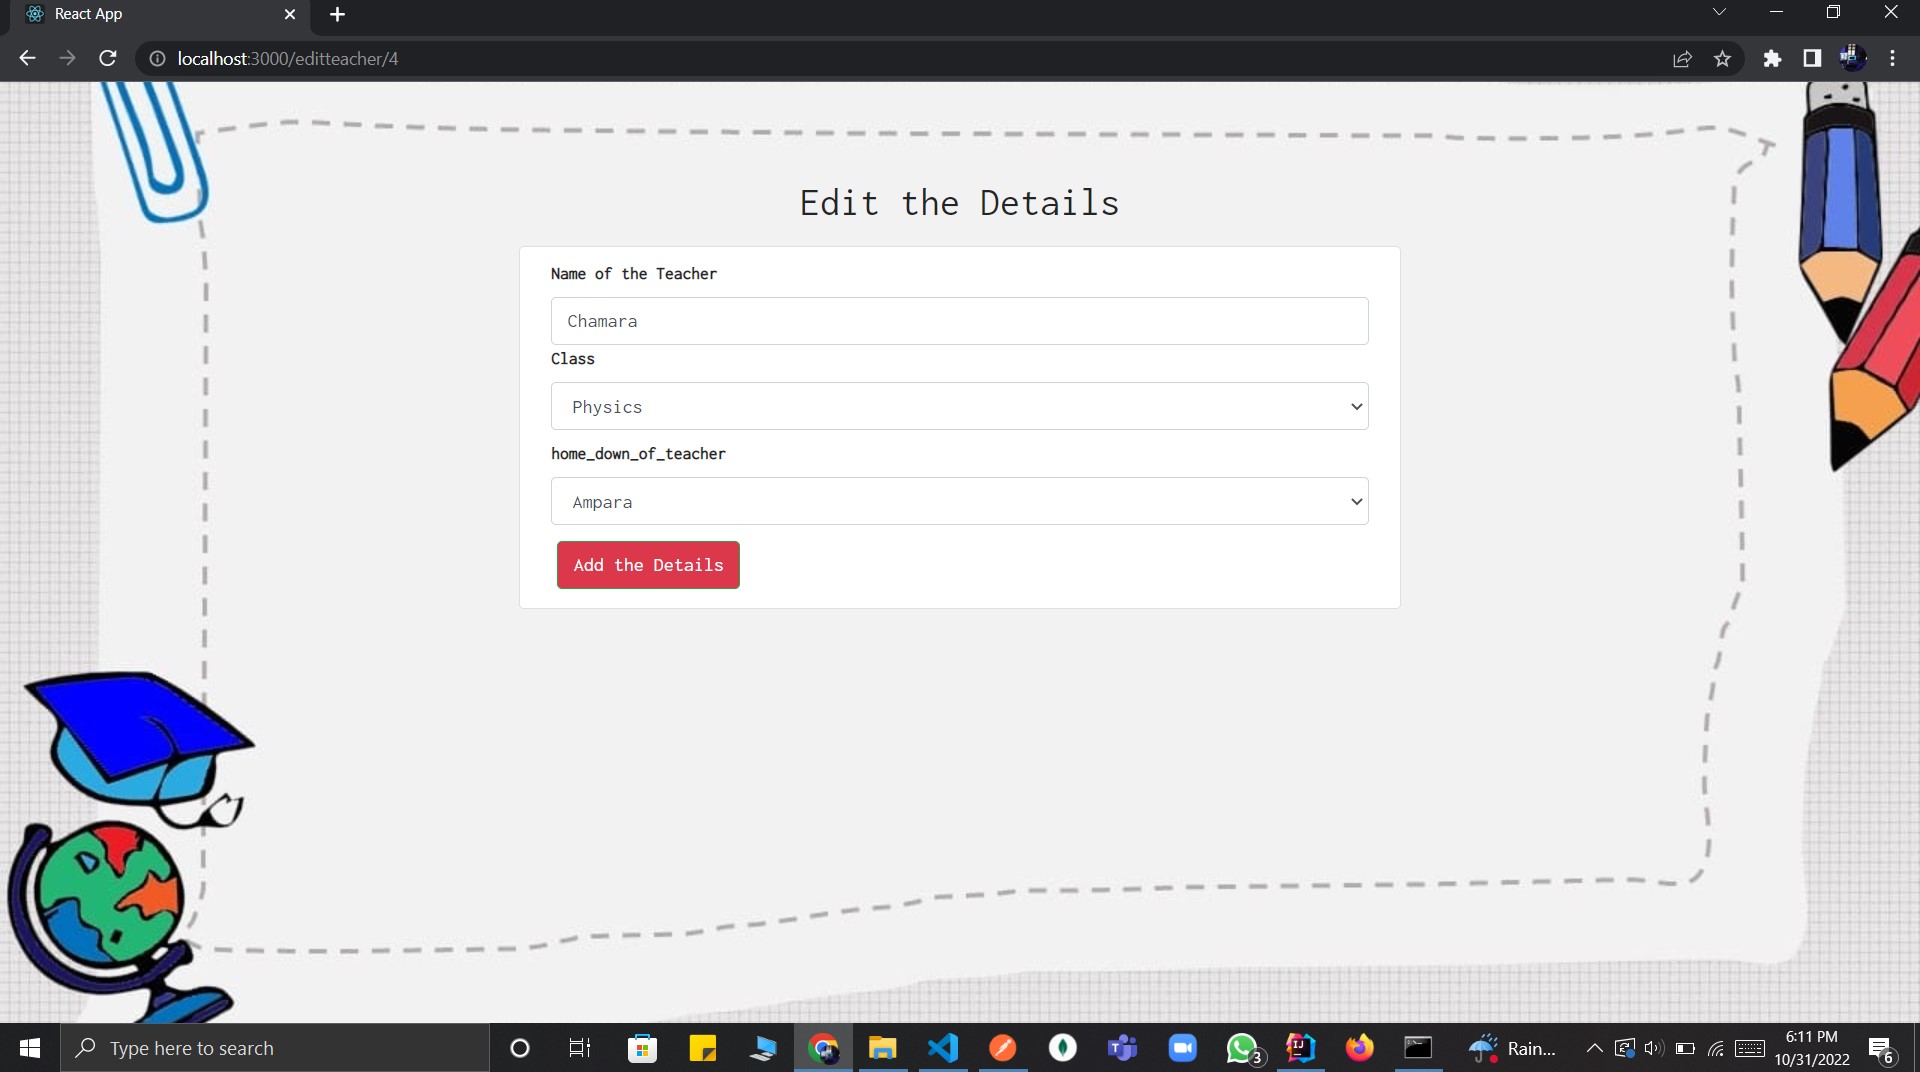 React App
localhost:3000/editteacher/4
Edit the Details
Name of the Teacher
Chamara
Class
Physics
home_down_of_teacher
Ampara
Add the Details
Type here to search
3
IJ
Rain...
6:11 PM
10/31/2022
6